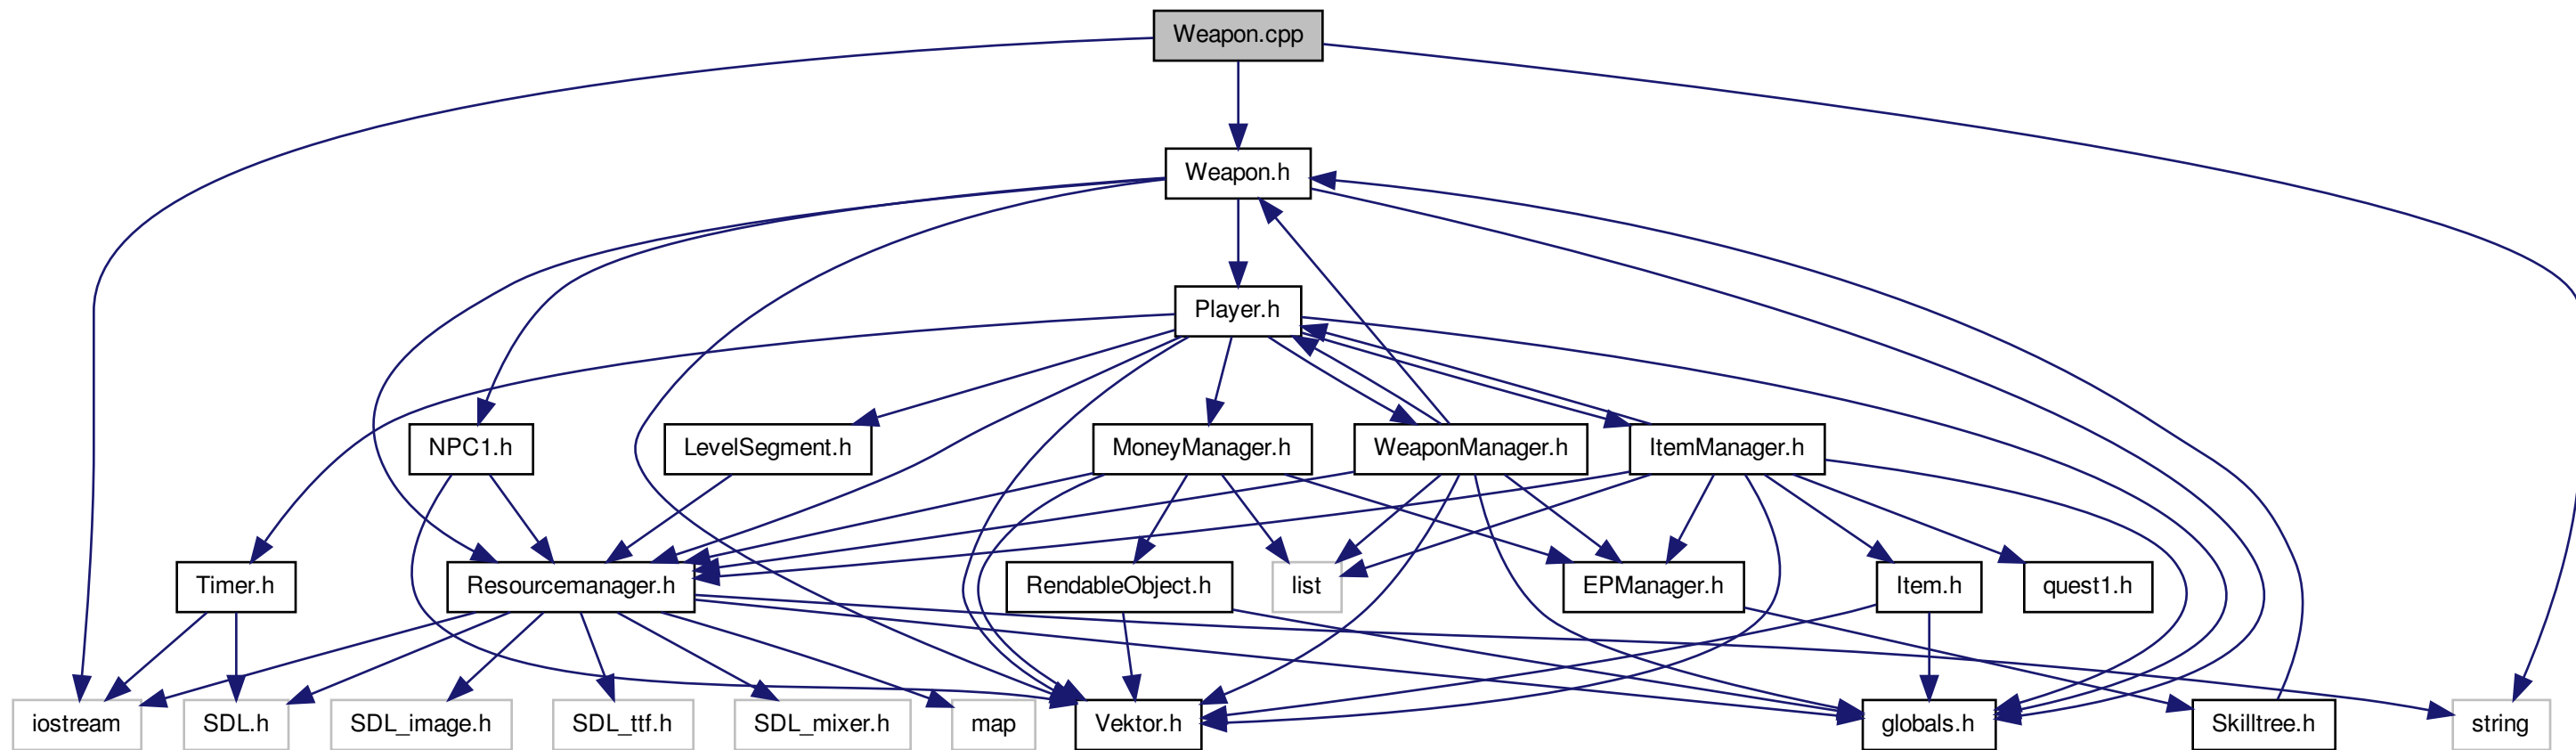 Weapon.cpp
Weapon.h
Player.h
NPC1.h
LevelSegment.h
MoneyManager.h
WeaponManager.h
ItemManager.h
Timer.h
Resourcemanager.h
RendableObject.h
list
EPManager.h
Item.h
quest1.h
iostream
SDL.h
SDL_image.h
SDL_ttf.h
SDL_mixer.h
map
Vektor.h
globals.h
Skilltree.h
string